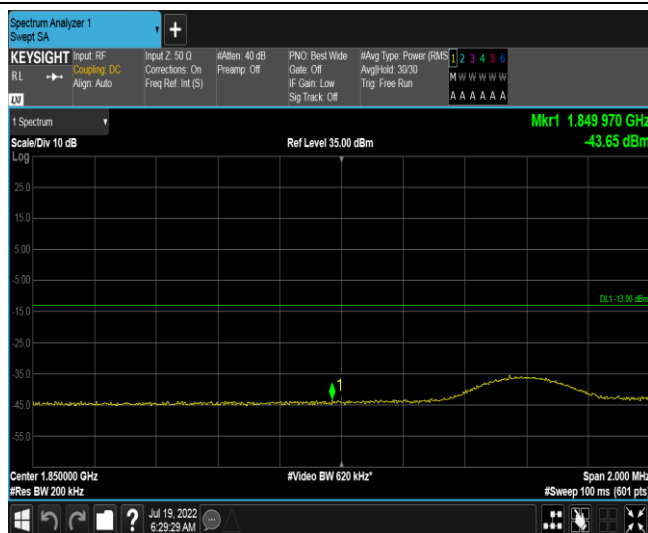 Spectrum Analyzer 1
Swept SA
KEYSIGHT
RL
LXI
Input: RF
Coupling: DC
Align: Auto
Input Z: 50 Ω
Corrections: On
Freq Ref: Int (S)
#Atten: 40 dB
Preamp: Off
PNO: Best Wide
Gate: Off
IF Gain: Low
Sig Track: Off
#Avg Type: Power (RMS
Avg|Hold: 30/30
Trig: Free Run
1 2 3 4 5 6
M W W W W W
A A A A A A
1 Spectrum
Mkr1 1.849 970 GHz
Scale/Div 10 dB
Ref Level 35.00 dBm
-43.65 dBm
Log
25.0
15.0
5.00
-5.00
DL1 -13.00 dBm
-15.0
-25.0
-35.0
1
-45.0
-55.0
Center 1.850000 GHz
#Video BW 620 kHz*
Span 2.000 MHz
#Res BW 200 kHz
#Sweep 100 ms (601 pts)
?
Jul 19, 2022
6:29:29 AM